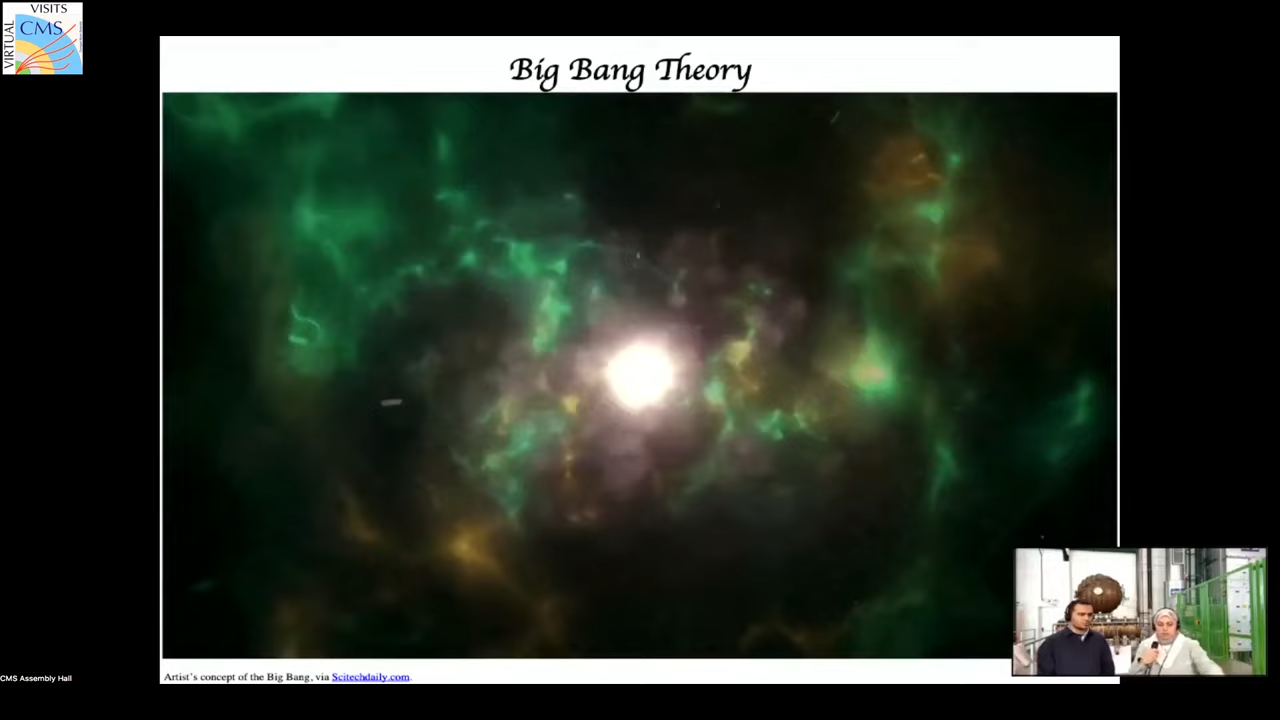 VISITS
VIRTUAL
CMS
Big Bang Theory
Artist's concept of the Big Bang, via Scitechdaily.com.
CMS Assembly Hall